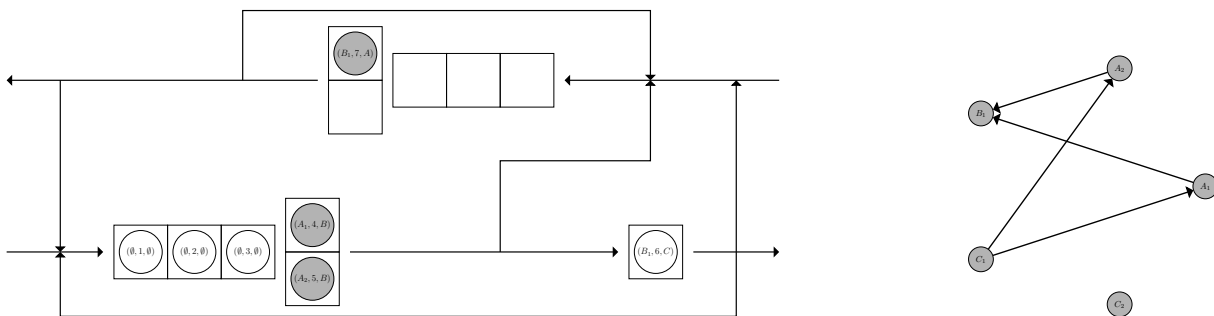 (B₁, 7, A)
(A₁, 4, B)
(∅, 1, ∅) (∅, 2, ∅) (∅, 3, ∅)
(A₂, 5, B)
(B₁, 6, C)
A₂
B₁
A₁
C₁
C₂